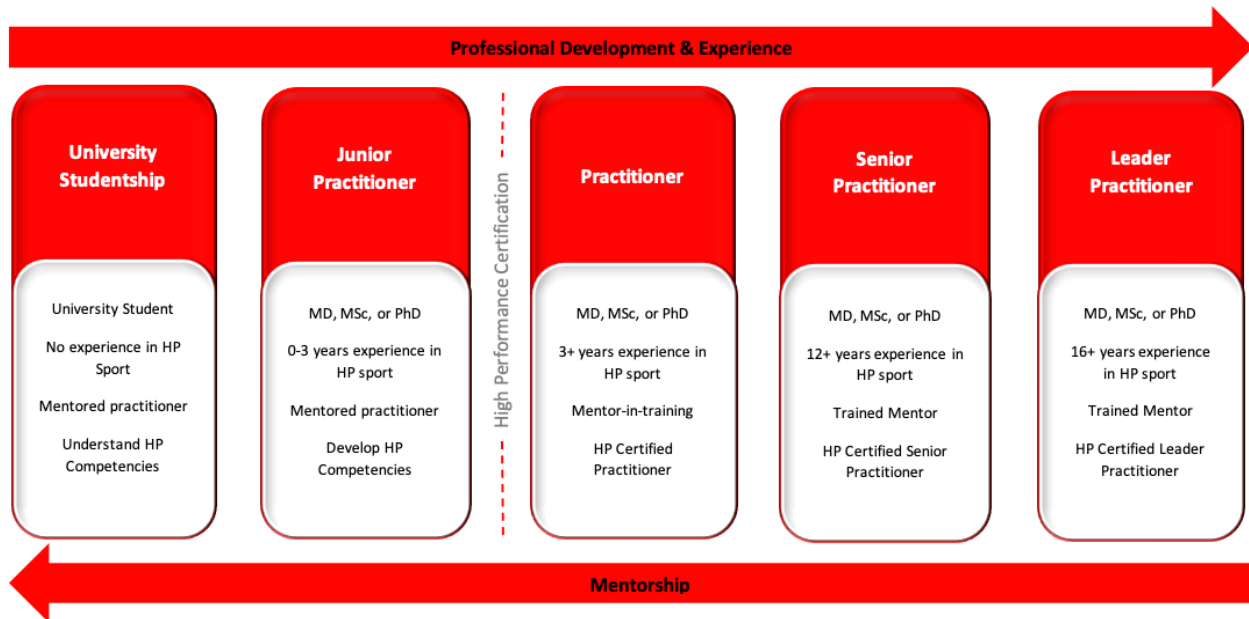 Professional Development & Experience
University
Studentship
University Student
No experience in HP
Sport
Mentored practitioner
Understand HP
Competencies
Junior
Practitioner
MD, MSc, or PhD
0-3 years experience in
HP sport
Mentored practitioner
Develop HP
Competencies
High Performance Certification
Practitioner
MD, MSc, or PhD
3+ years experience in
HP sport
Mentor-in-training
HP Certified
Practitioner
Senior
Practitioner
MD, MSc, or PhD
12+ years experience in
HP sport
Trained Mentor
HP Certified Senior
Practitioner
Leader
Practitioner
MD, MSc, or PhD
16+ years experience
in HP sport
Trained Mentor
HP Certified Leader
Practitioner
Mentorship